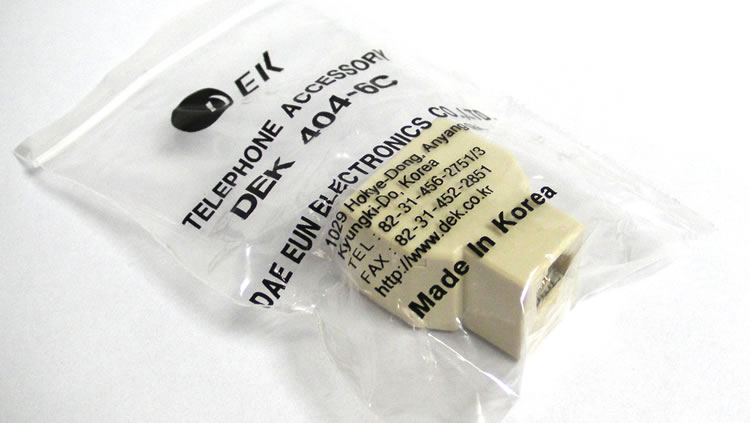 DEK
TELEPHONE ACCESSORY
DEK 404-6C
DAE EUN ELECTRONICS CO.,LTD.
1029 Hokye-Dong, Anyang
Kyungki-Do, Korea
TEL : 82-31-456-2751/3
FAX : 82-31-452-2851
http://www.dek.co.kr
Made In Korea